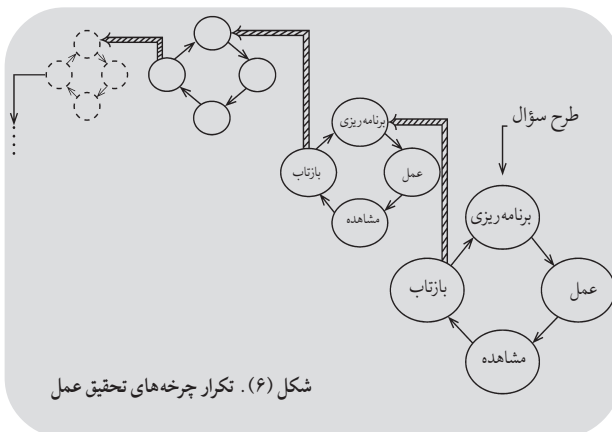 طرح سؤال
برنامه‌ریزی
عمل
مشاهده
بازتاب
برنامه‌ریزی
عمل
مشاهده
بازتاب
شکل (۶). تکرار چرخه‌های تحقیق عمل